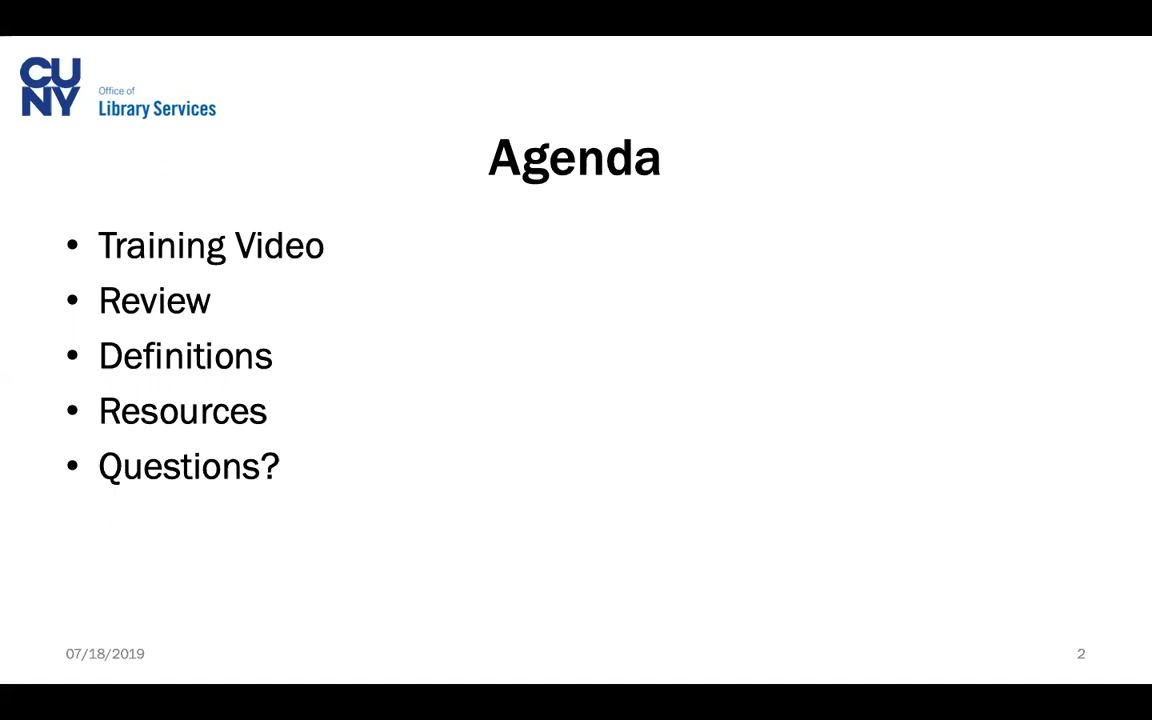 CU
NY
Office of
Library Services
Agenda
• Training Video
• Review
• Definitions
• Resources
• Questions?
07/18/2019
2